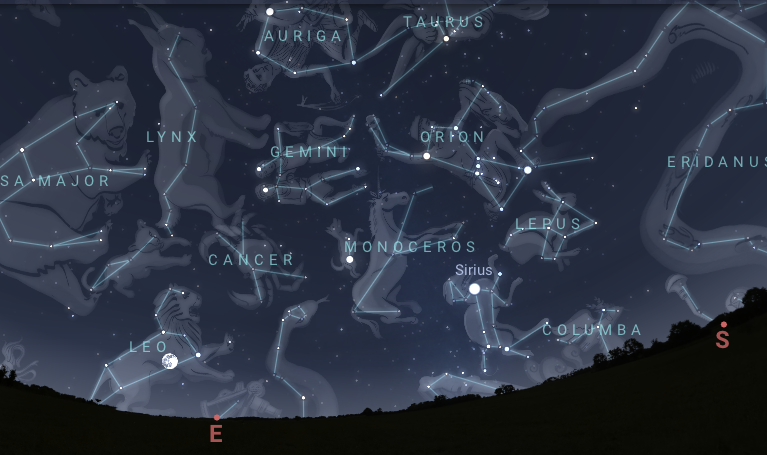 TAURUS
AURIGA
LYNX
ORION
GEMINI
ERIDANUS
SA MAJOR
LEPUS
MONOCEROS
CANCER
Sirius
COLUMBA
LEO
S
E